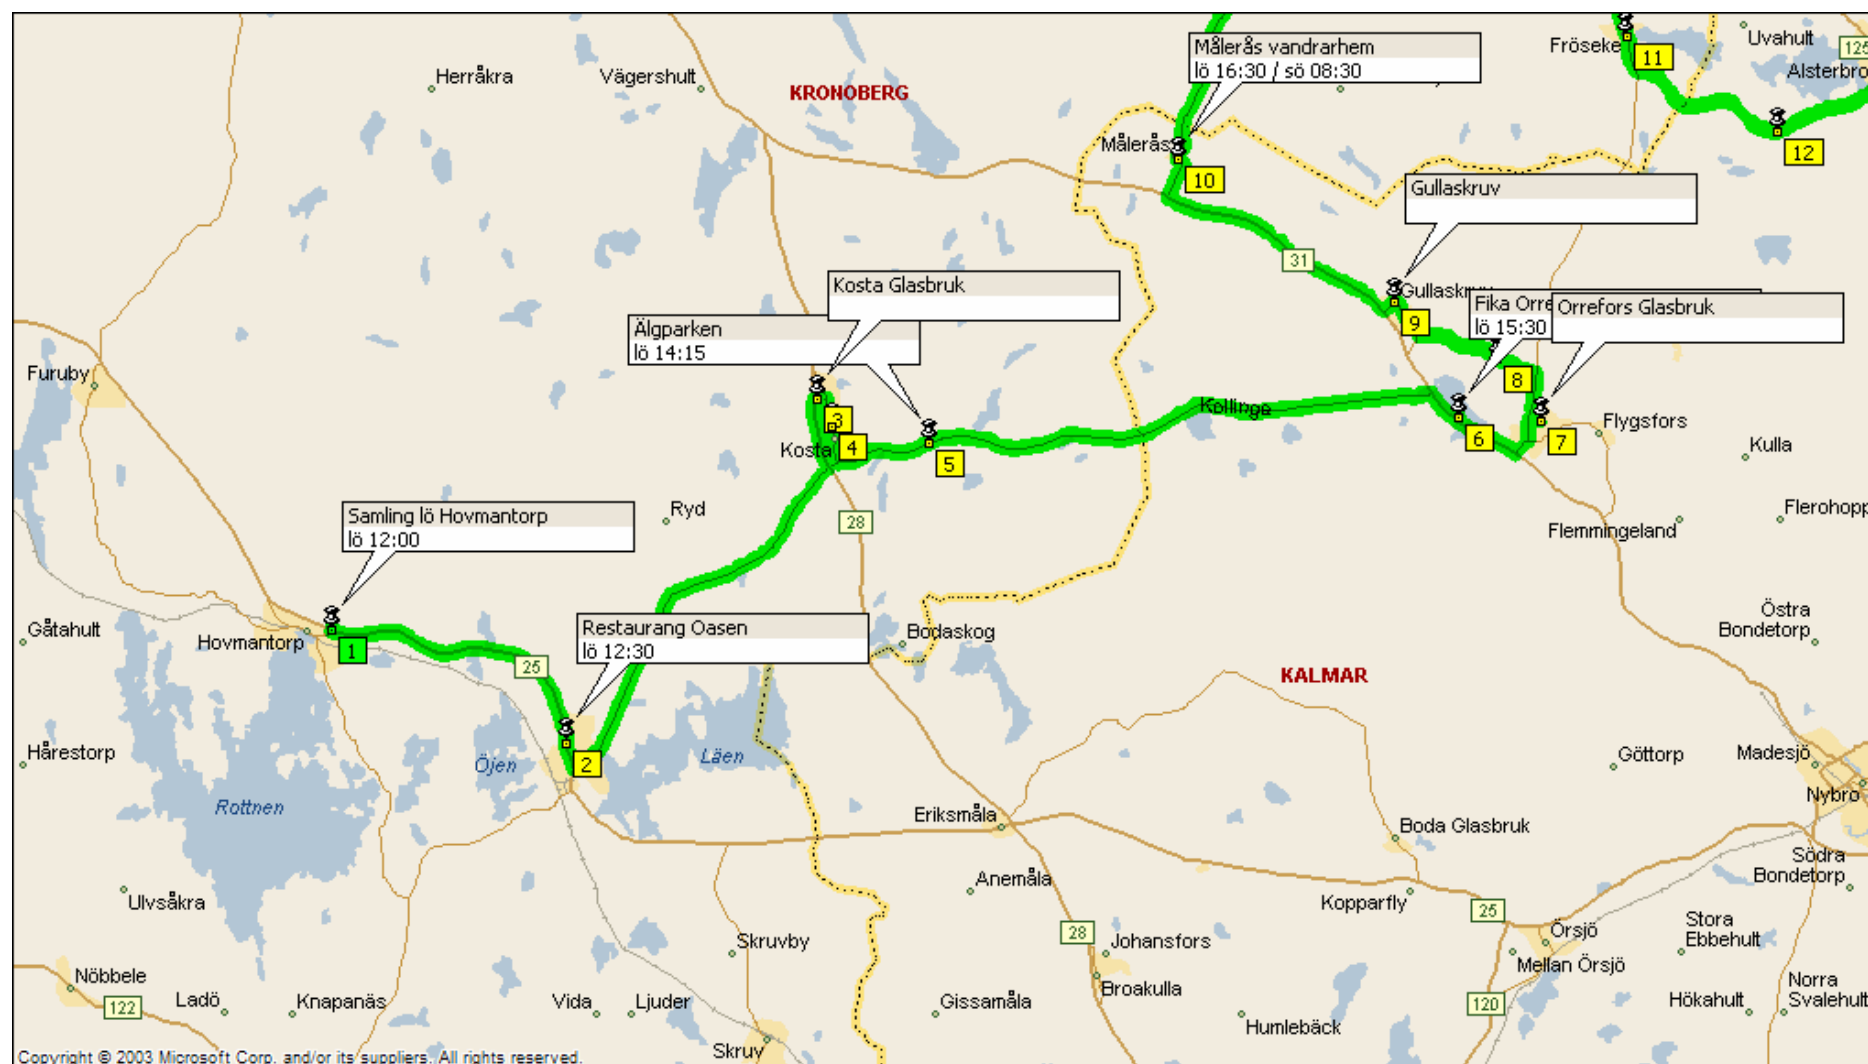 Herråkra
Vägershult
KRONOBERG
Målerås vandrarhem
lö 16:30 / sö 08:30
Fröseke
11
Uvahult
125
Alsterbro
12
Målerås
10
Gullaskruv
31
Gullaskruv
9
Kosta Glasbruk
Älgparken
lö 14:15
Fika Orre
lö 15:30
Orrefors Glasbruk
8
Furuby
3
4
Kosta
5
Kollinge
6
7
Flygsfors
Kulla
Samling lö Hovmantorp
lö 12:00
Ryd
28
Flemmingeland
Flerohopp
Gåtahult
Hovmantorp
1
25
Restaurang Oasen
lö 12:30
Bodaskog
Östra
Bondetorp
KALMAR
Hårestorp
Rottnen
Öjen
2
Läen
Göttorp
Madesjö
Nybro
Eriksmåla
Boda Glasbruk
Ulvsåkra
Anemåla
Kopparfly
25
Södra
Bondetorp
Skruvby
28
Johansfors
Örsjö
Mellan Örsjö
Stora
Ebbehult
Nöbbele
122
Ladö
Knapanäs
Vida
Ljuder
Gissamåla
Broakulla
Humlebäck
120
Hökahult
Norra
Svalehult
Skruv
Copyright © 2003 Microsoft Corp. and/or its suppliers. All rights reserved.